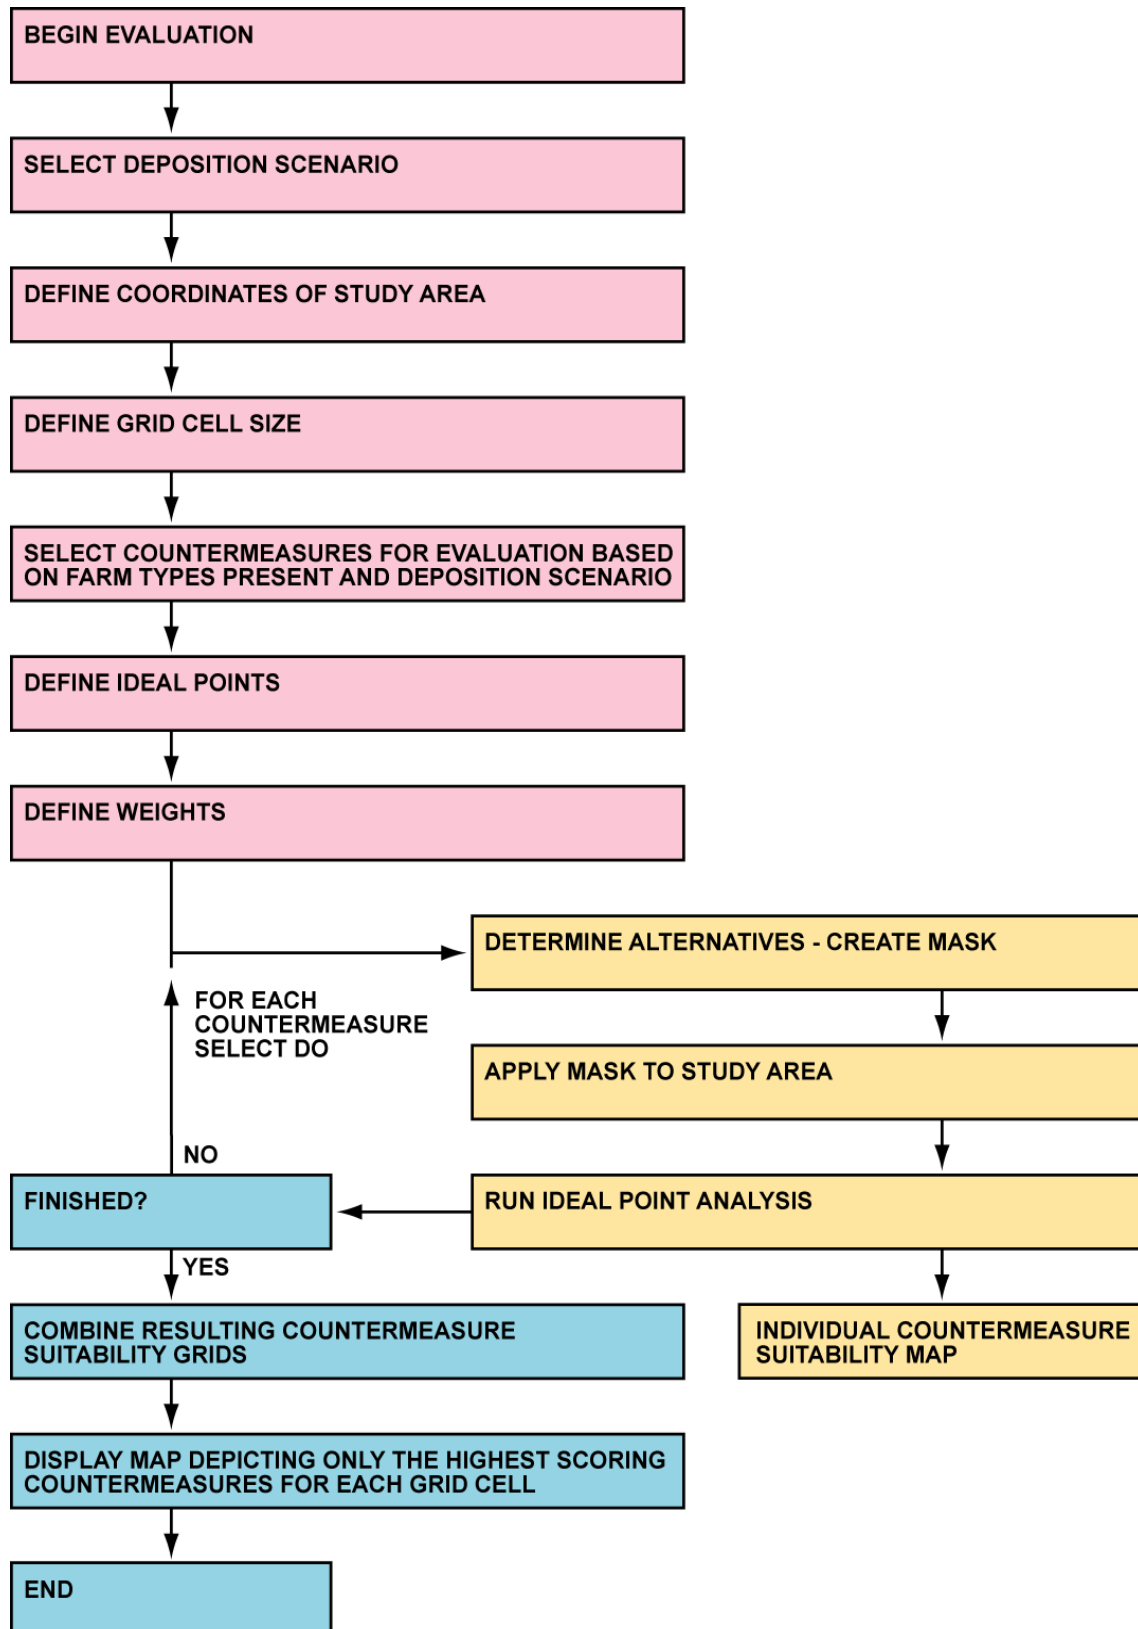 BEGIN EVALUATION
SELECT DEPOSITION SCENARIO
DEFINE COORDINATES OF STUDY AREA
DEFINE GRID CELL SIZE
SELECT COUNTERMEASURES FOR EVALUATION BASED
ON FARM TYPES PRESENT AND DEPOSITION SCENARIO
DEFINE IDEAL POINTS
DEFINE WEIGHTS
DETERMINE ALTERNATIVES - CREATE MASK
FOR EACH
COUNTERMEASURE
SELECT DO
APPLY MASK TO STUDY AREA
NO
FINISHED?
RUN IDEAL POINT ANALYSIS
YES
COMBINE RESULTING COUNTERMEASURE
SUITABILITY GRIDS
INDIVIDUAL COUNTERMEASURE
SUITABILITY MAP
DISPLAY MAP DEPICTING ONLY THE HIGHEST SCORING
COUNTERMEASURES FOR EACH GRID CELL
END